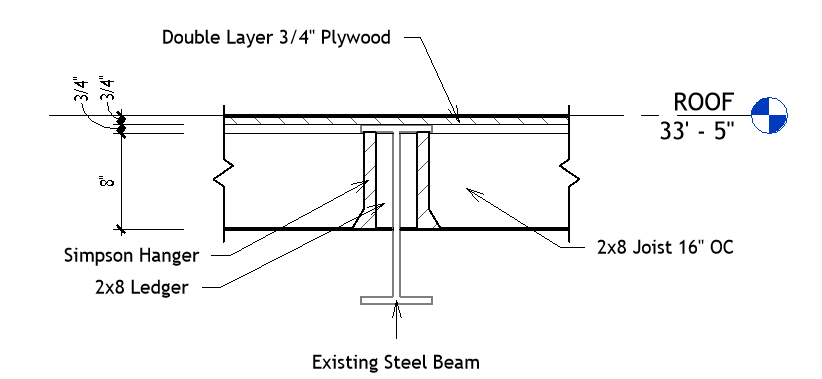 Double Layer 3/4" Plywood
3/4"
3/4"
ROOF
33' - 5"
8"
Simpson Hanger
2x8 Joist 16" OC
2x8 Ledger
Existing Steel Beam